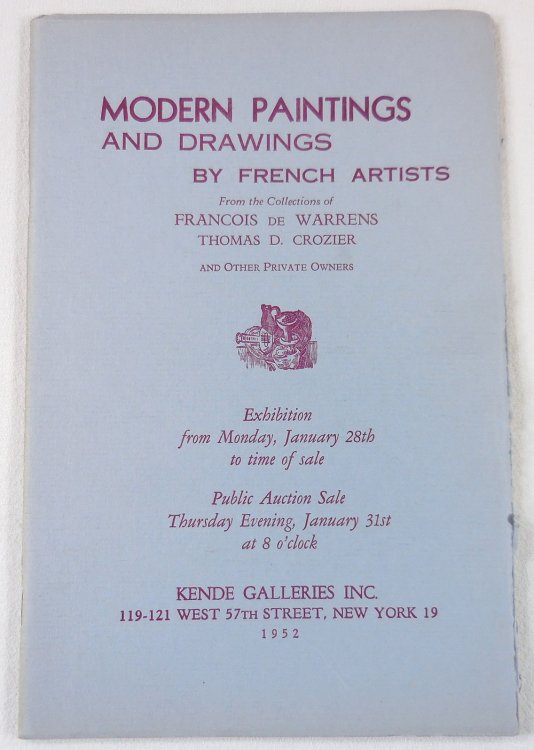 MODERN PAINTINGS
AND DRAWINGS
BY FRENCH ARTISTS
From the Collections of
FRANCOIS DE WARRENS
THOMAS D. CROZIER
AND OTHER PRIVATE OWNERS
Exhibition
from Monday, January 28th
to time of sale
Public Auction Sale
Thursday Evening, January 31st
at 8 o'clock
KENDE GALLERIES INC.
119-121 WEST 57TH STREET, NEW YORK 19
1952